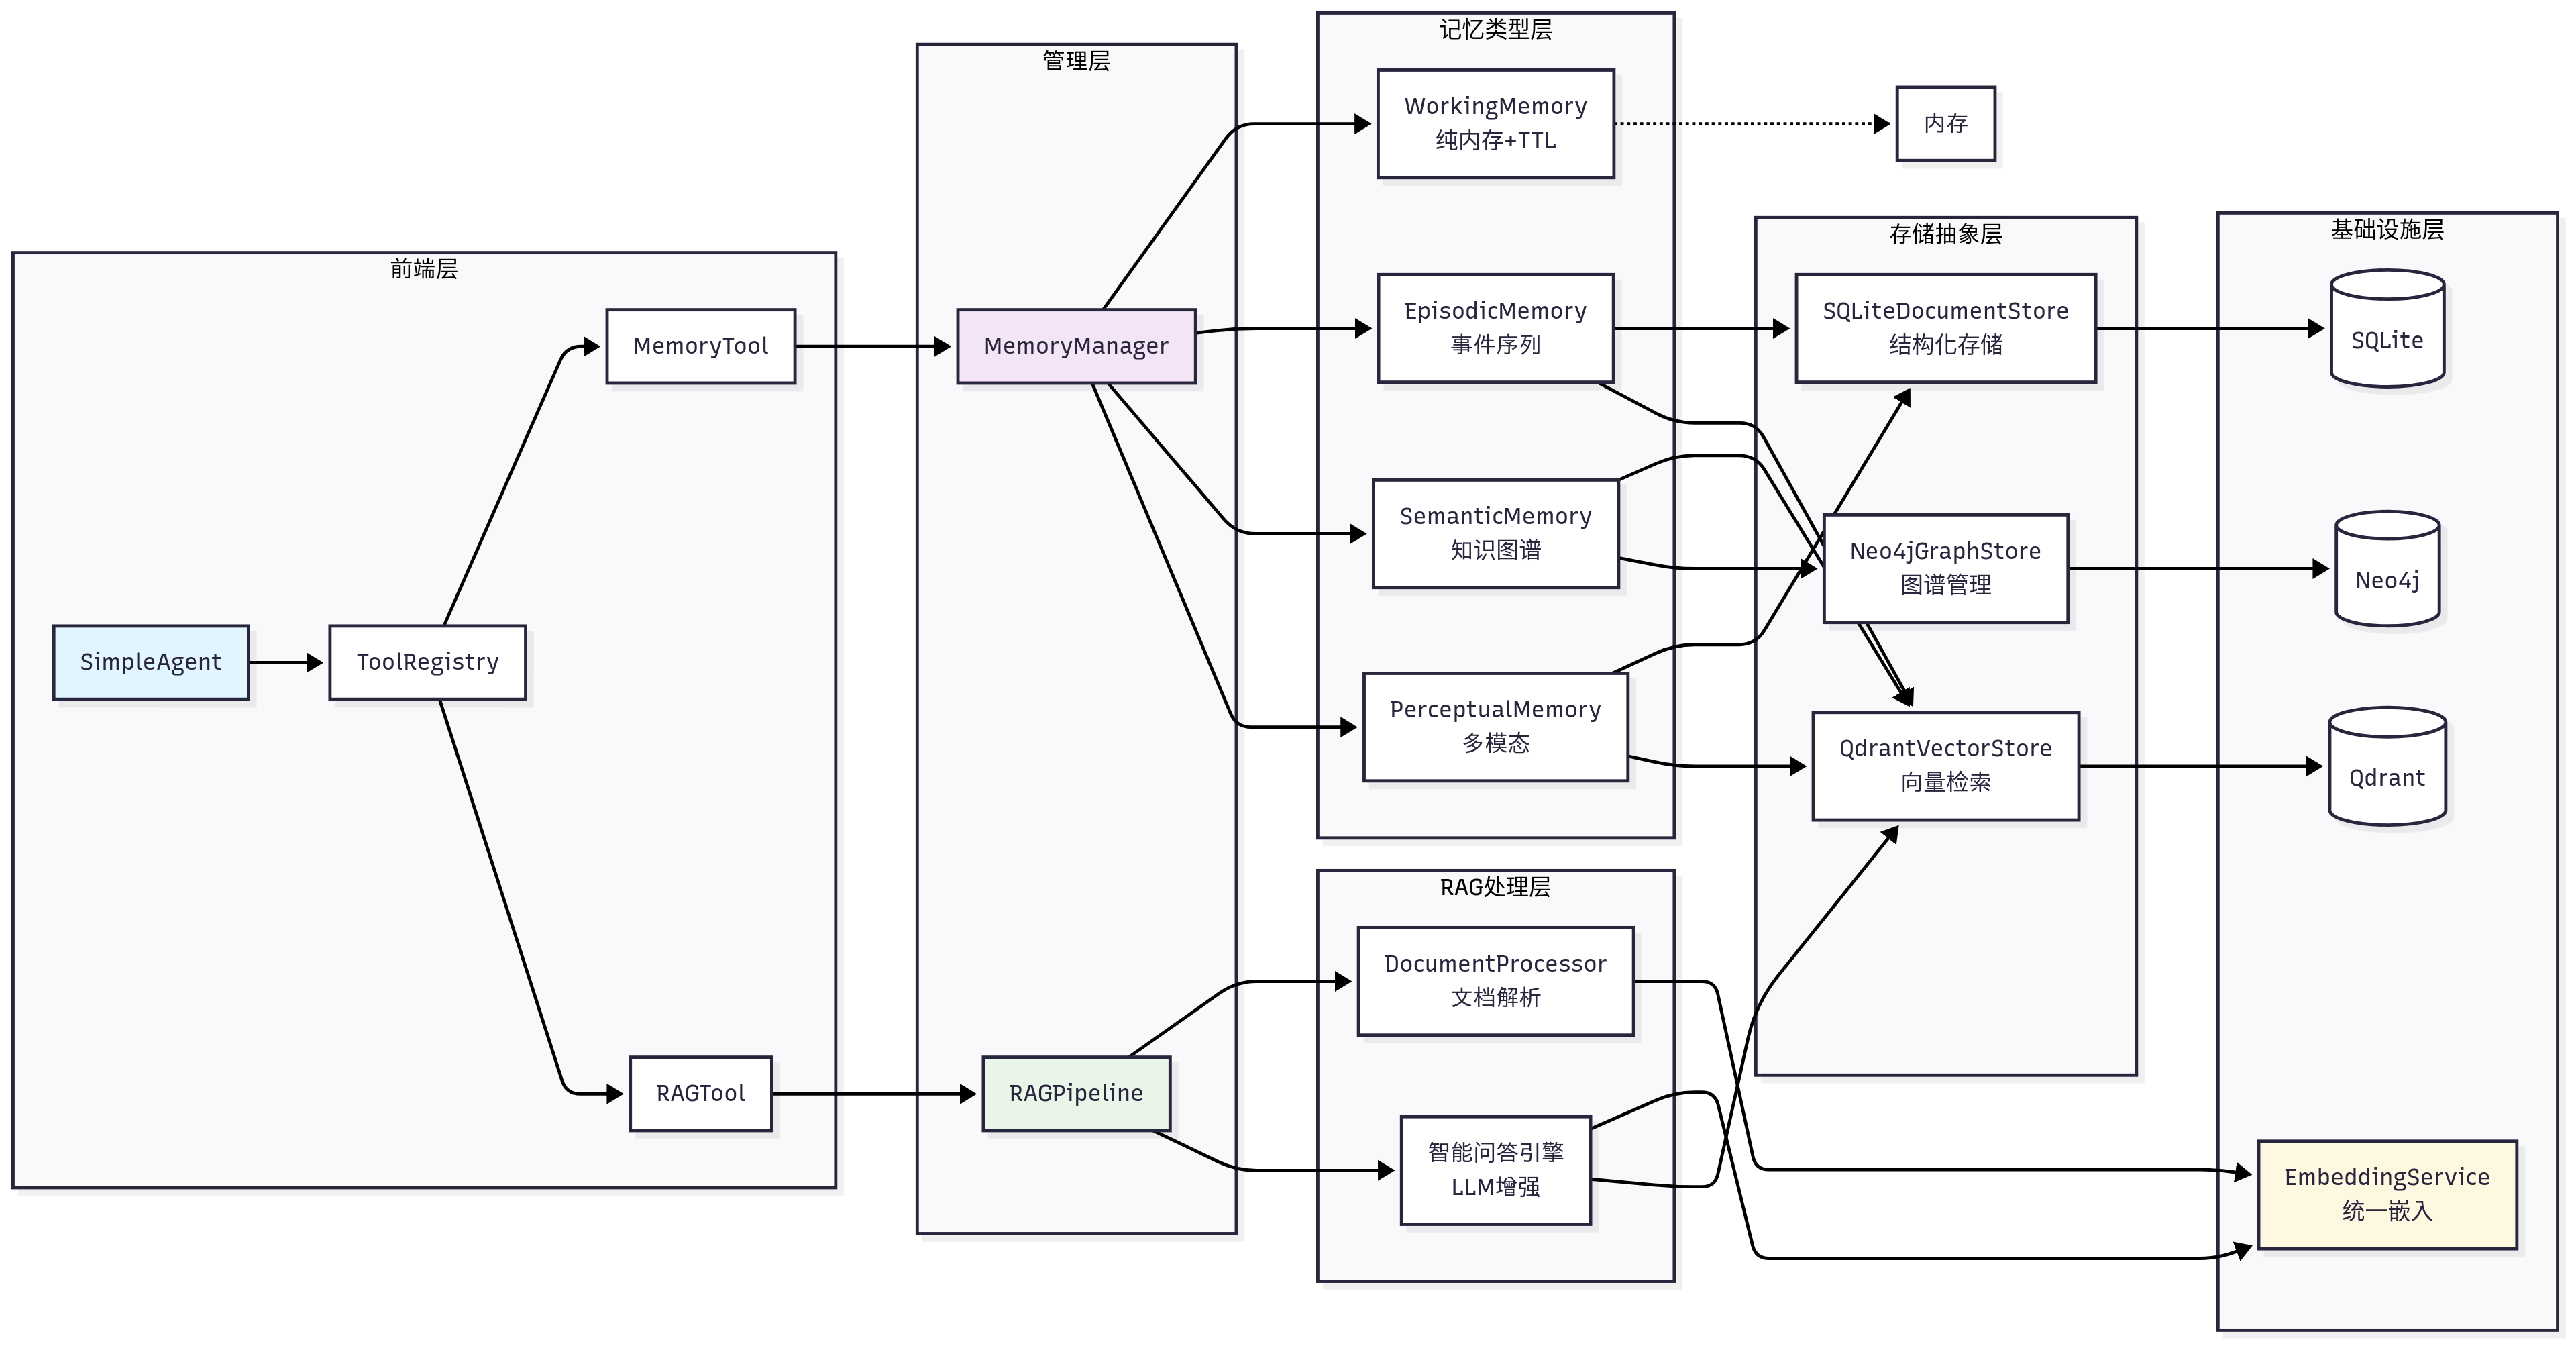 前端层
SimpleAgent
ToolRegistry
MemoryTool
RAGTool
管理层
MemoryManager
RAGPipeline
记忆类型层
WorkingMemory
纯内存+TTL
EpisodicMemory
事件序列
SemanticMemory
知识图谱
PerceptualMemory
多模态
RAG处理层
DocumentProcessor
文档解析
智能问答引擎
LLM增强
内存
存储抽象层
SQLiteDocumentStore
结构化存储
Neo4jGraphStore
图谱管理
QdrantVectorStore
向量检索
基础设施层
SQLite
Neo4j
Qdrant
EmbeddingService
统一嵌入